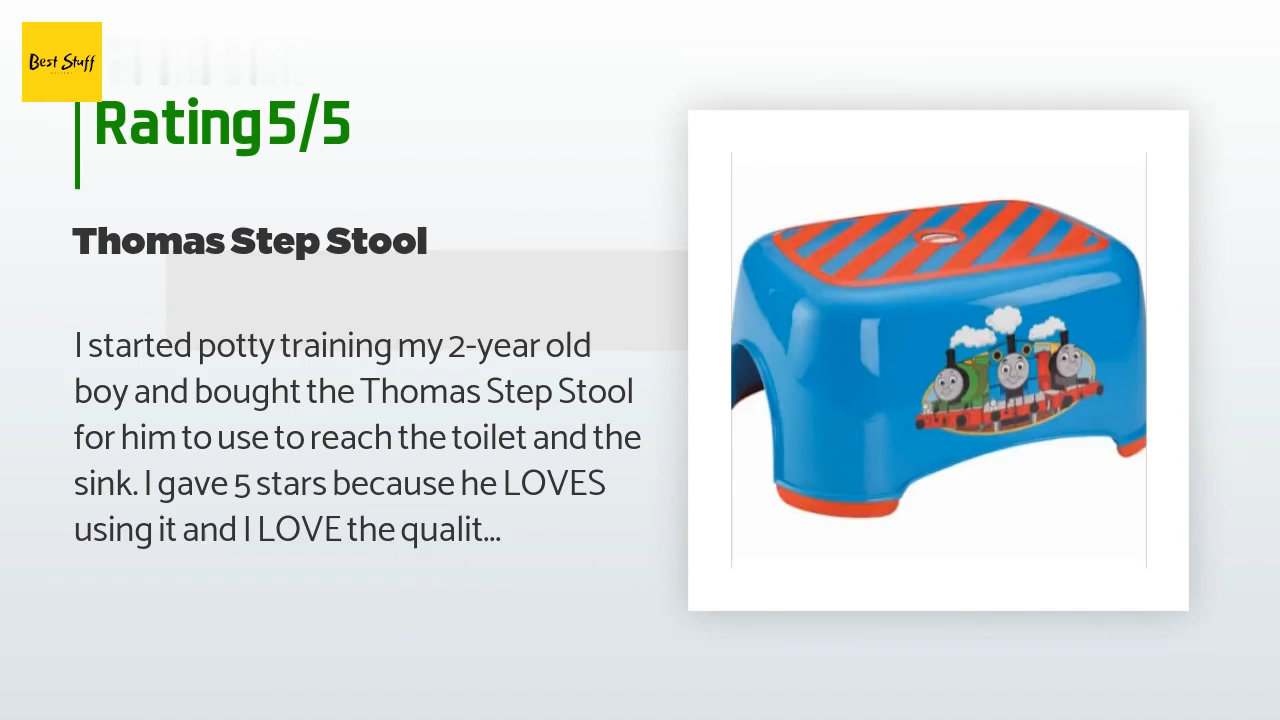 Best Stuff
Rating 5/5
Thomas Step Stool
I started potty training my 2-year old
boy and bought the Thomas Step Stool
for him to use to reach the toilet and the
sink. I gave 5 stars because he LOVES
using it and I LOVE the qualit...